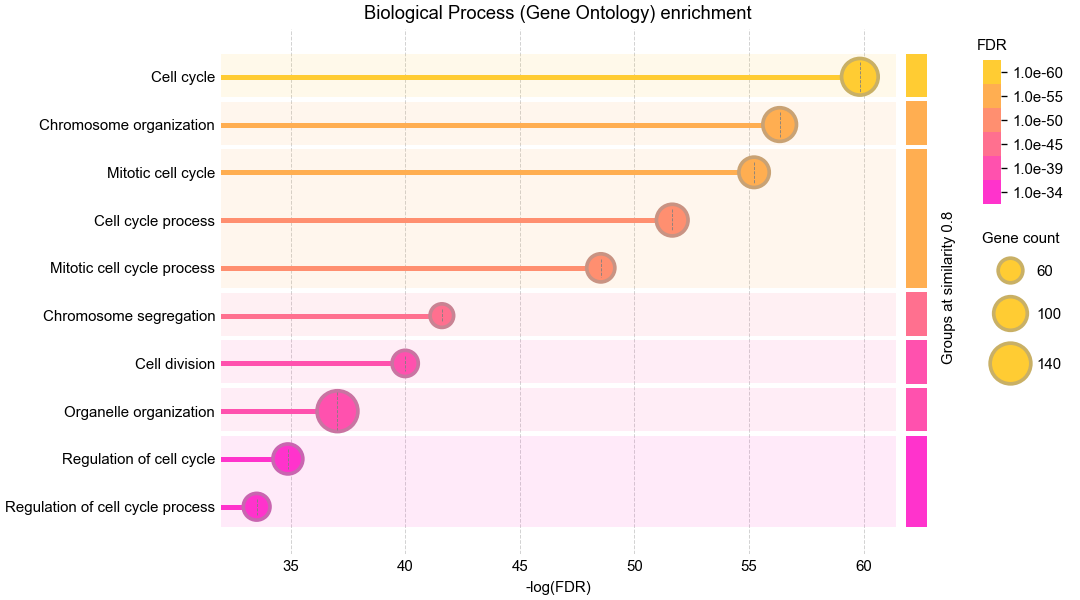 Biological Process (Gene Ontology) enrichment
Cell cycle
Chromosome organization
Mitotic cell cycle
Cell cycle process
Mitotic cell cycle process
Chromosome segregation
Cell division
Organelle organization
Regulation of cell cycle
Regulation of cell cycle process
35 40 45 50 55 60
-log(FDR)
Groups at similarity 0.8
FDR
1.0e-60
1.0e-55
1.0e-50
1.0e-45
1.0e-39
1.0e-34
Gene count
60
100
140